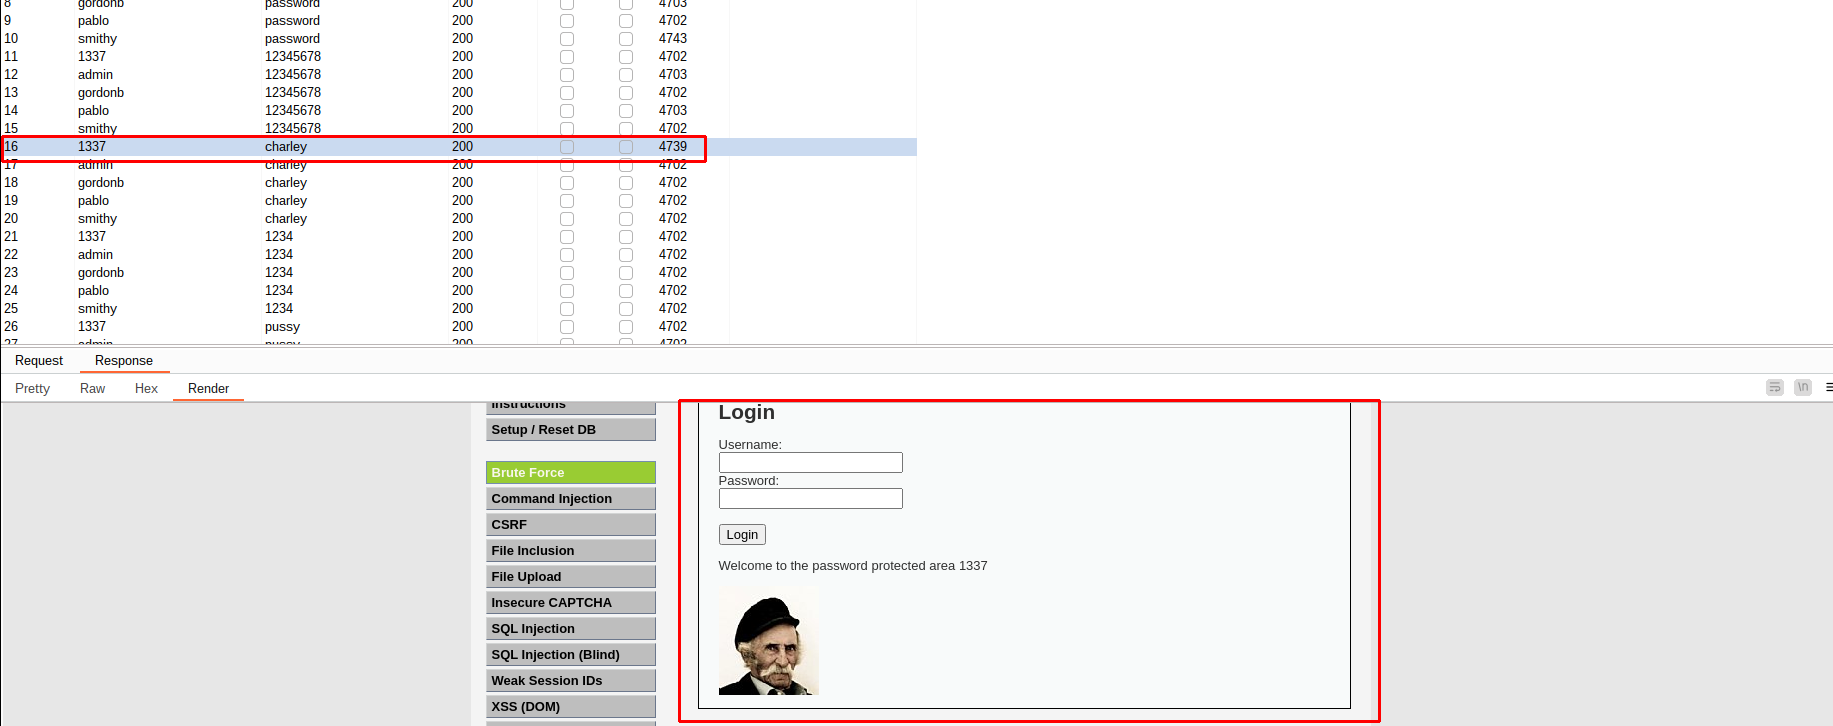 8 gordonb password 200 4703
9 pablo password 200 4702
10 smithy password 200 4743
11 1337 12345678 200 4702
12 admin 12345678 200 4703
13 gordonb 12345678 200 4702
14 pablo 12345678 200 4703
15 smithy 12345678 200 4702
16 1337 charley 200 4739
17 admin charley 200 4702
18 gordonb charley 200 4702
19 pablo charley 200 4702
20 smithy charley 200 4702
21 1337 1234 200 4702
22 admin 1234 200 4702
23 gordonb 1234 200 4702
24 pablo 1234 200 4702
25 smithy 1234 200 4702
26 1337 pussy 200 4702
27 admin pussy 200 4702
Request Response
Pretty Raw Hex Render \n
Instructions
Setup / Reset DB
Brute Force
Command Injection
CSRF
File Inclusion
File Upload
Insecure CAPTCHA
SQL Injection
SQL Injection (Blind)
Weak Session IDs
XSS (DOM)
Login
Username:
Password:
Login
Welcome to the password protected area 1337